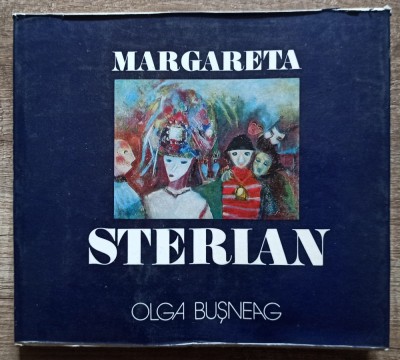 MARGARETA
STERIAN
OLGA BUȘNEAG